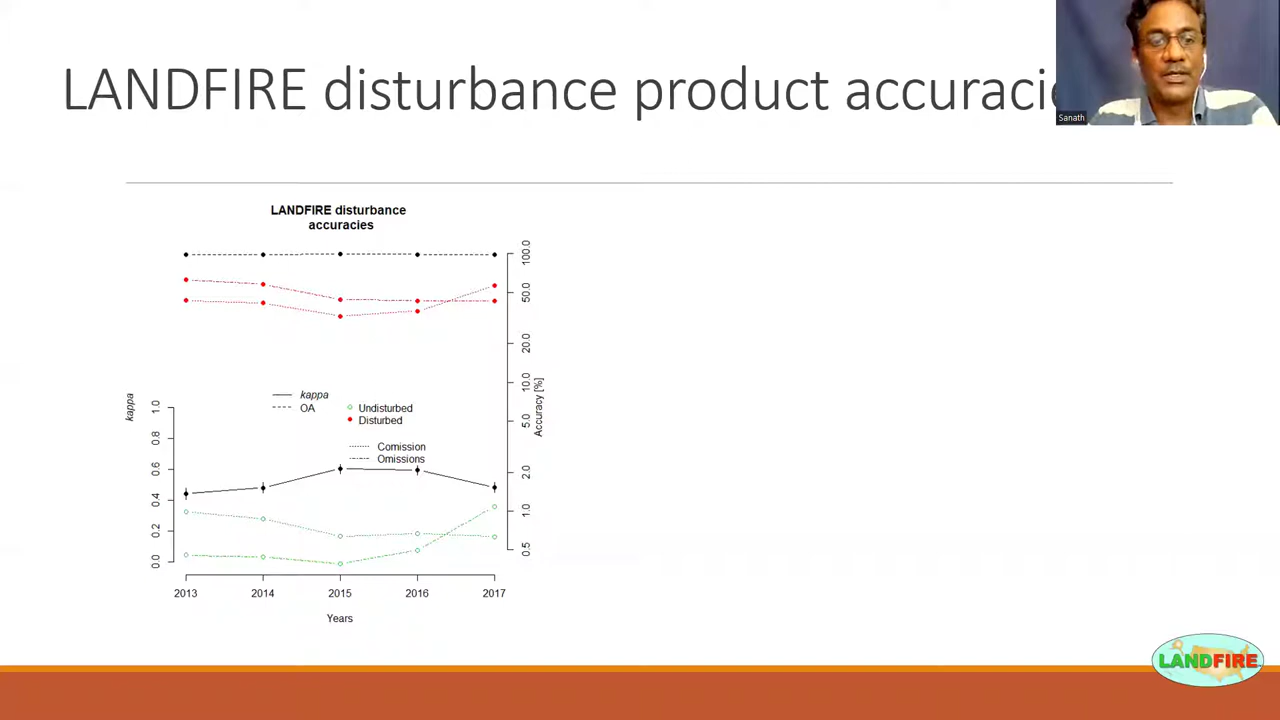 LANDFIRE disturbance product accuracie
Sanath
LANDFIRE disturbance
accuracies
100.0
50.0
20.0
10.0
5.0
2.0
1.0
0.5
Accuracy [%]
kappa
1.0
0.8
0.6
0.4
0.2
0.0
kappa
OA
Undisturbed
Disturbed
Comission
Omissions
2013 2014 2015 2016 2017
Years
LANDFIRE